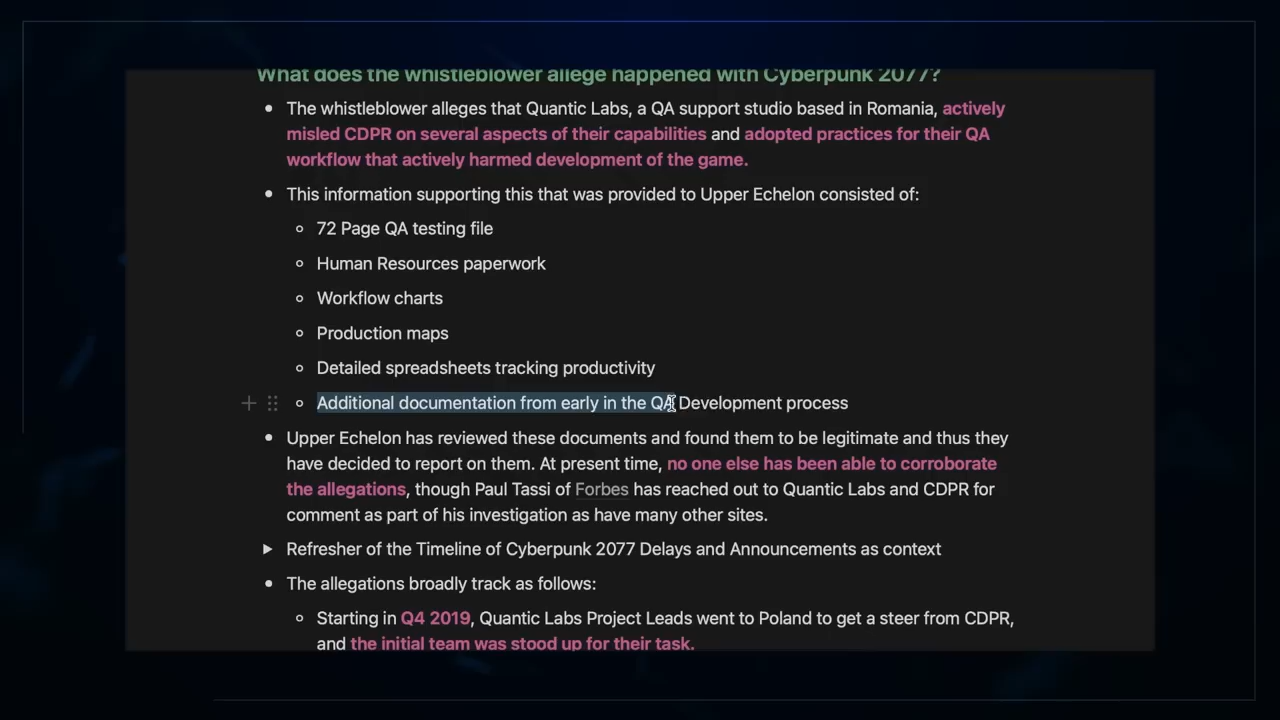 What does the whistleblower allege happened with Cyberpunk 2077?
The whistleblower alleges that Quantic Labs, a QA support studio based in Romania, actively
misled CDPR on several aspects of their capabilities and adopted practices for their QA
workflow that actively harmed development of the game.
This information supporting this that was provided to Upper Echelon consisted of:
72 Page QA testing file
Human Resources paperwork
Workflow charts
Production maps
Detailed spreadsheets tracking productivity
Additional documentation from early in the QA Development process
Upper Echelon has reviewed these documents and found them to be legitimate and thus they
have decided to report on them. At present time, no one else has been able to corroborate
the allegations, though Paul Tassi of Forbes has reached out to Quantic Labs and CDPR for
comment as part of his investigation as have many other sites.
Refresher of the Timeline of Cyberpunk 2077 Delays and Announcements as context
The allegations broadly track as follows:
Starting in Q4 2019, Quantic Labs Project Leads went to Poland to get a steer from CDPR,
and the initial team was stood up for their task.